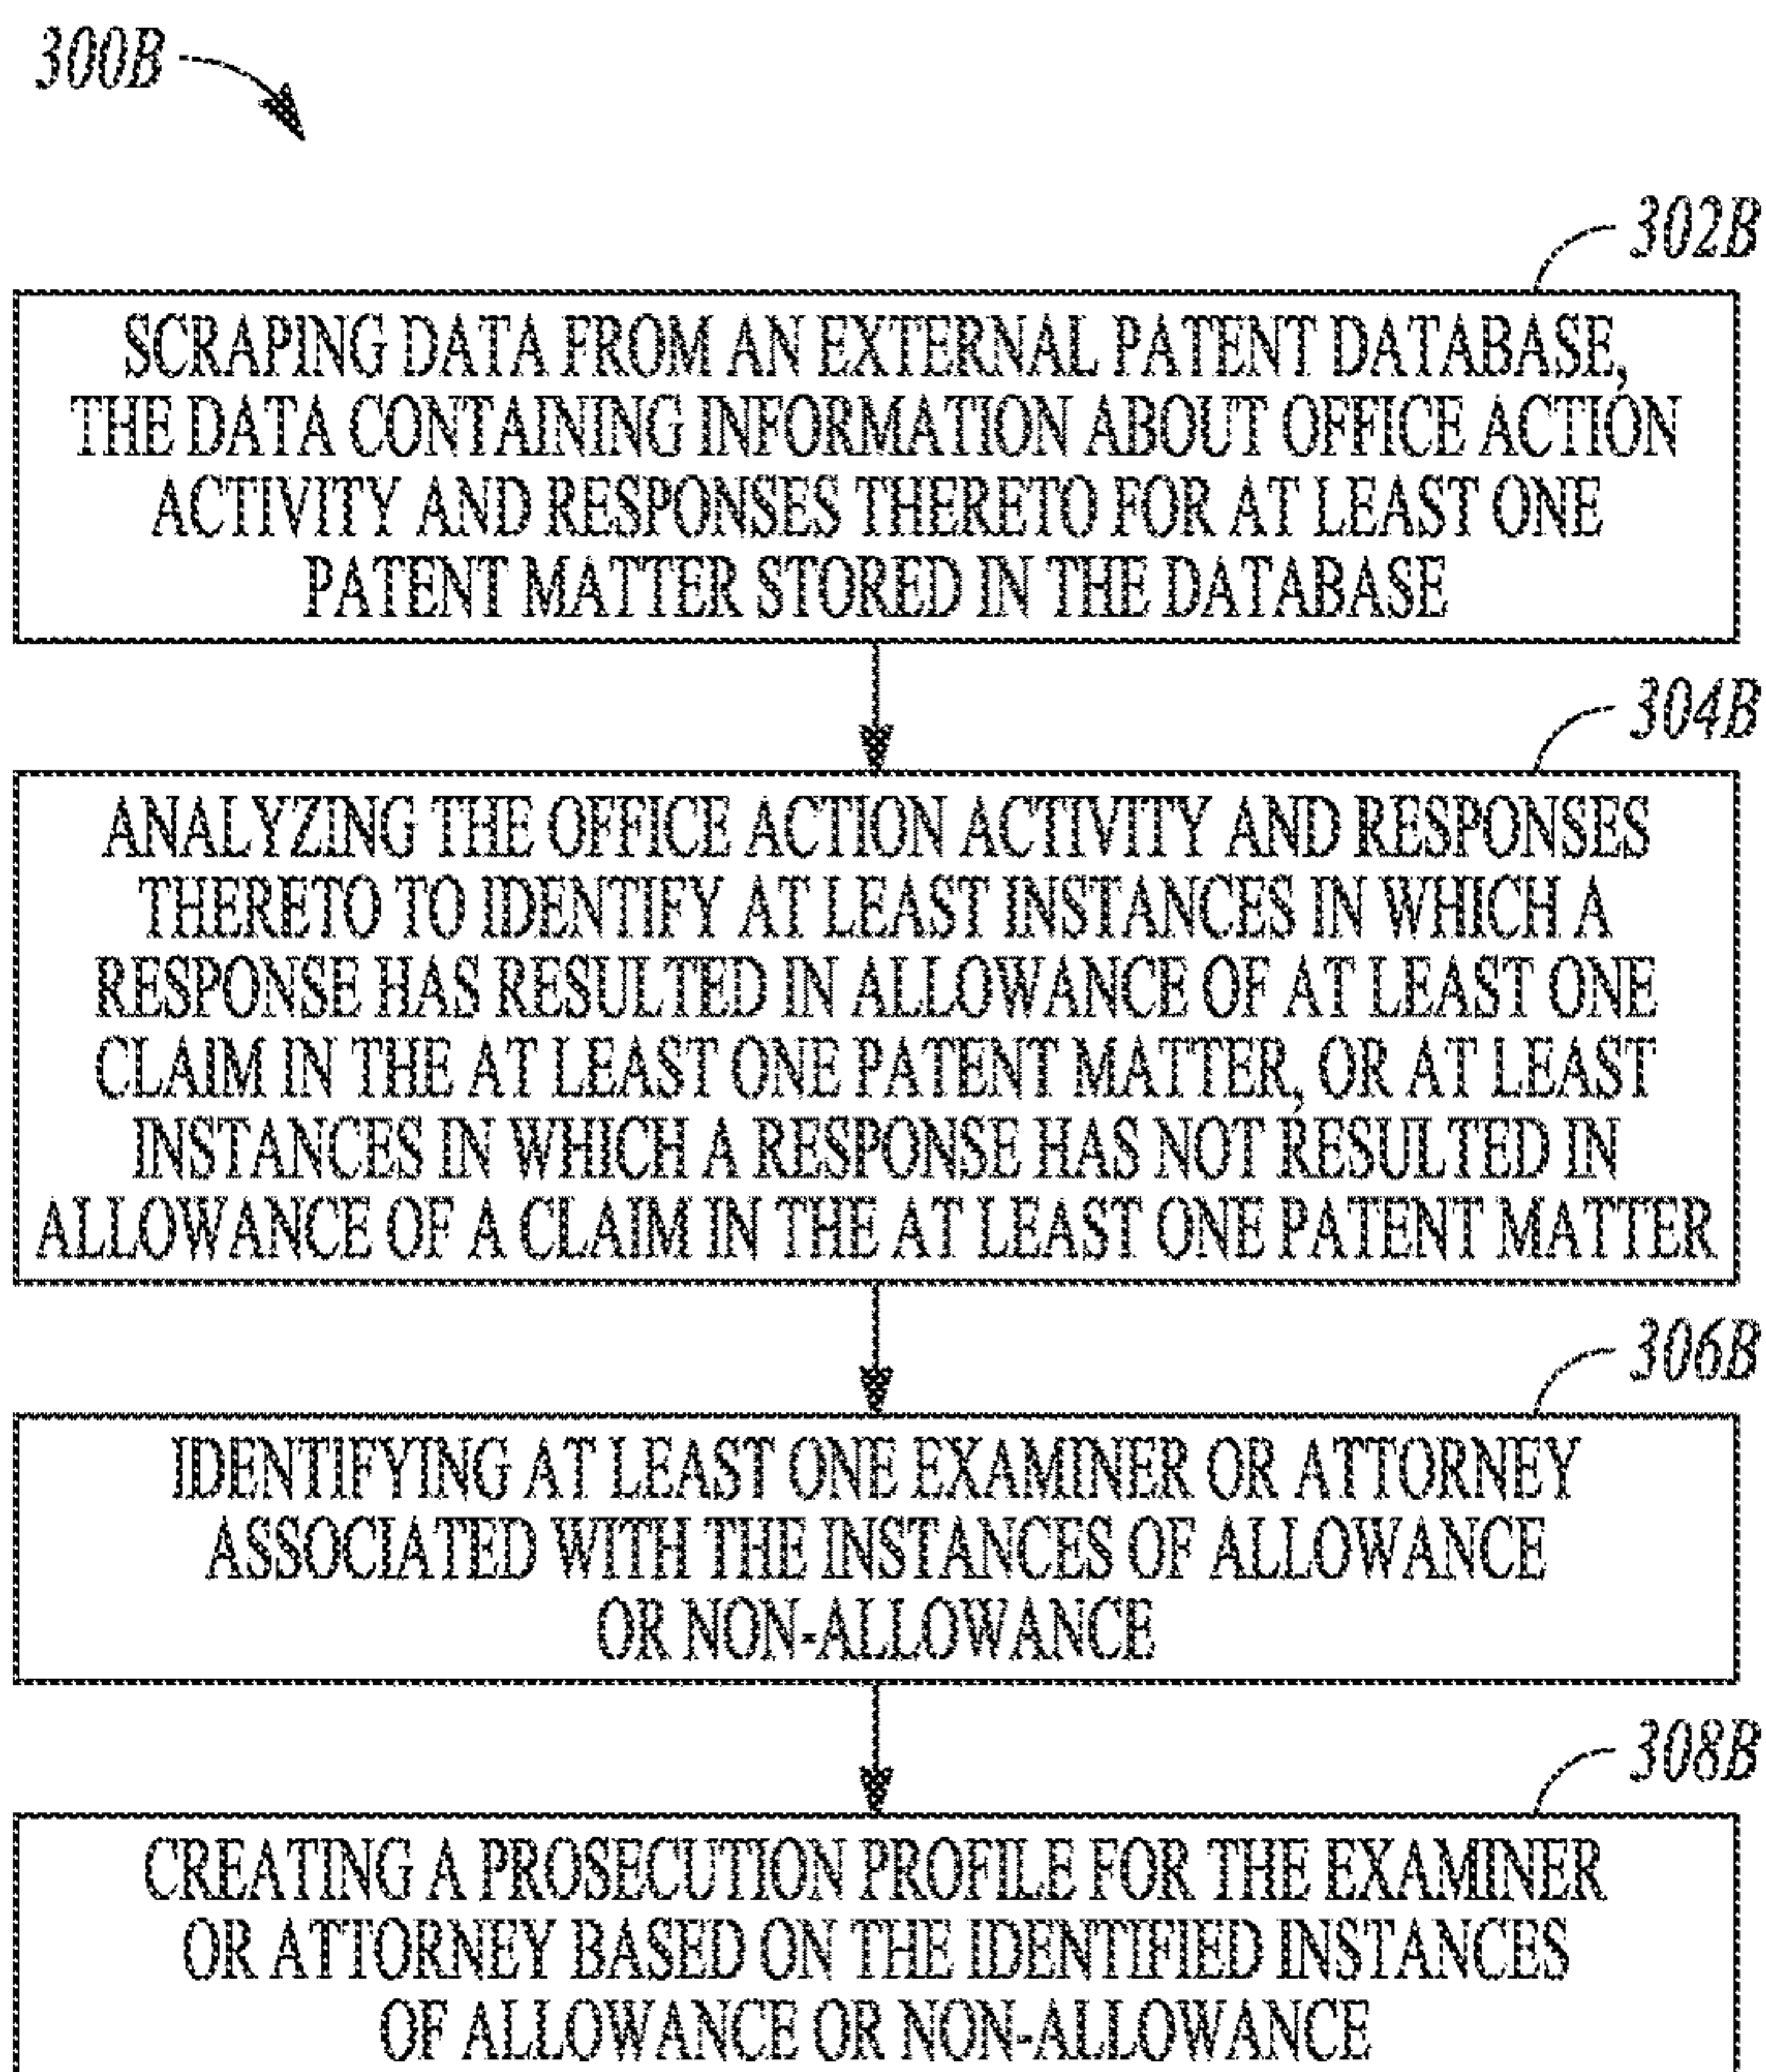 300B
302B
SCRAPING DATA FROM AN EXTERNAL PATENT DATABASE,
THE DATA CONTAINING INFORMATION ABOUT OFFICE ACTION
ACTIVITY AND RESPONSES THERETO FOR AT LEAST ONE
PATENT MATTER STORED IN THE DATABASE
304B
ANALYZING THE OFFICE ACTION ACTIVITY AND RESPONSES
THERETO TO IDENTIFY AT LEAST INSTANCES IN WHICH A
RESPONSE HAS RESULTED IN ALLOWANCE OF AT LEAST ONE
CLAIM IN THE AT LEAST ONE PATENT MATTER, OR AT LEAST
INSTANCES IN WHICH A RESPONSE HAS NOT RESULTED IN
ALLOWANCE OF A CLAIM IN THE AT LEAST ONE PATENT MATTER
306B
IDENTIFYING AT LEAST ONE EXAMINER OR ATTORNEY
ASSOCIATED WITH THE INSTANCES OF ALLOWANCE
OR NON-ALLOWANCE
308B
CREATING A PROSECUTION PROFILE FOR THE EXAMINER
OR ATTORNEY BASED ON THE IDENTIFIED INSTANCES
OF ALLOWANCE OR NON-ALLOWANCE